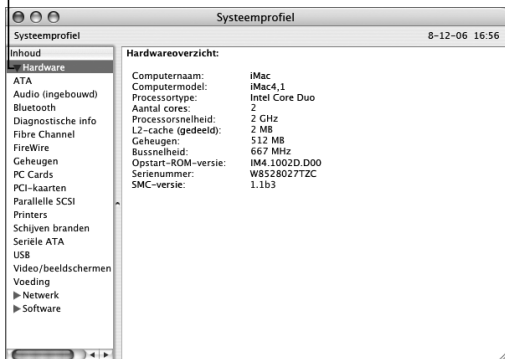 Systeemprofiel
Systeemprofiel 8-12-06 16:56
Inhoud
Hardware
ATA
Audio (ingebouwd)
Bluetooth
Diagnostische info
Fibre Channel
FireWire
Geheugen
PC Cards
PCI-kaarten
Parallelle SCSI
Printers
Schijven branden
Seriële ATA
USB
Video/beeldschermen
Voeding
Netwerk
Software
Hardwareoverzicht:
Computernaam: iMac
Computermodel: iMac4,1
Processortype: Intel Core Duo
Aantal cores: 2
Processorsnelheid: 2 GHz
L2-cache (gedeeld): 2 MB
Geheugen: 512 MB
Bussnelheid: 667 MHz
Opstart-ROM-versie: IM4.1002D.D00
Serienummer: W8528027TZC
SMC-versie: 1.1b3